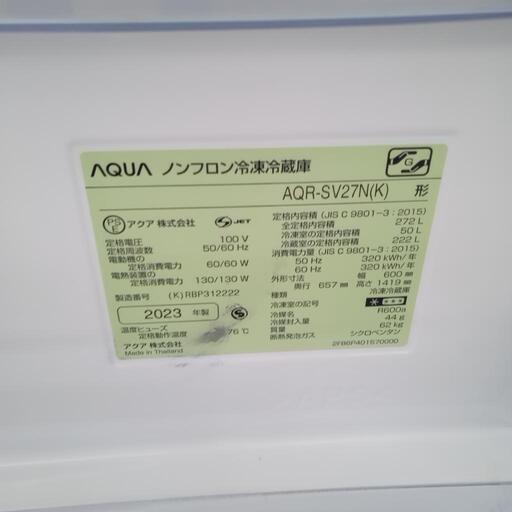 AQUA ノンフロン冷凍冷蔵庫
G
AQR-SV27N(K) 形
PS E アクア 株式会社 S JET
定格電圧 100 V
定格周波数 50/60 Hz
電動機の
定格消費電力 60/60 W
電熱装置の
定格消費電力 130/130 W
製造番号 (K) RBP312222
2023 年製
温度ヒューズ
定格動作温度 76℃
アクア 株式会社
Made in Thailand
定格内容積 (JIS C 9801-3 : 2015)
全定格内容積 272 L
冷凍室の定格内容積 50 L
冷蔵室の定格内容積 222 L
消費電力量 (JIS C 9801-3 : 2015)
50 Hz 320 kWh/年
60 Hz 320 kWh/年
外形寸法 幅 600 mm
奥行 657 mm 高さ 1419 mm
種類 冷凍冷蔵庫
冷凍室の記号
冷媒名 R600a
冷媒封入量 44 g
質量 62 kg
断熱発泡ガス シクロペンタン
2FB6P401570000